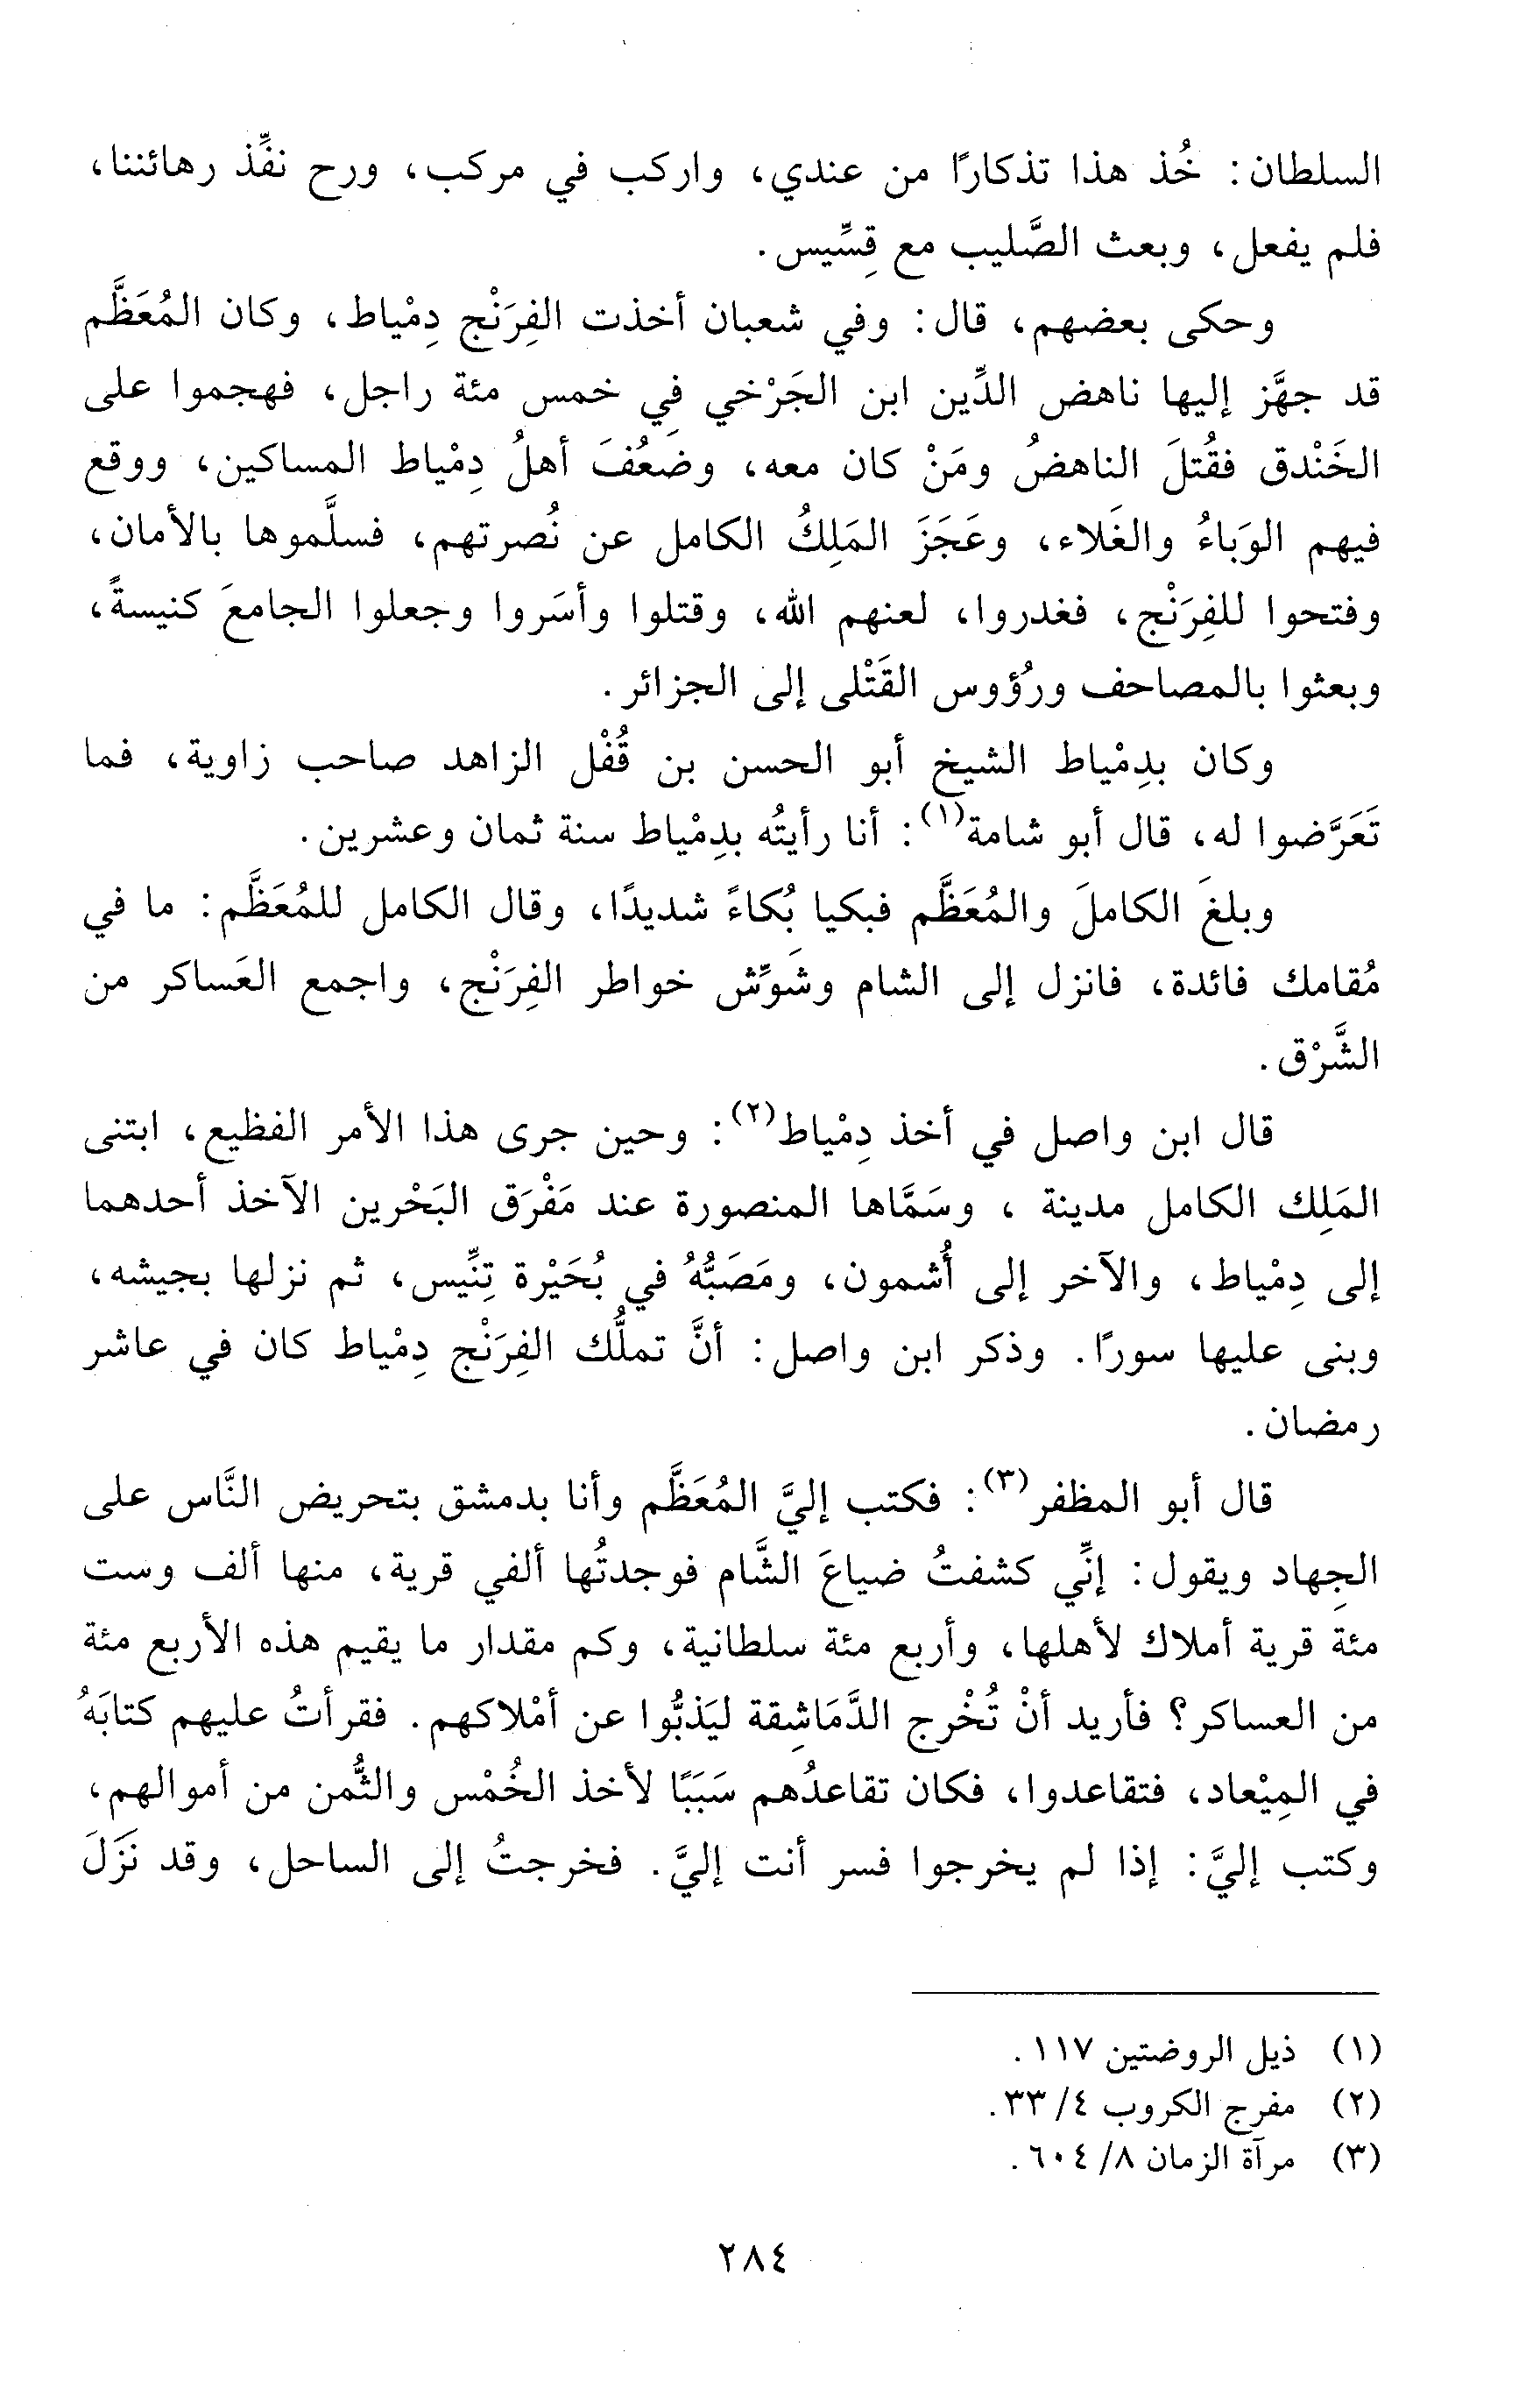 السلطان: خُذ هذا تذكارًا من عندي، واركب في مركب، ورح نفِّذ رهائننا،
فلم يفعل، وبعث الصَّليب مع قِسِّيس.
وحكى بعضهم، قال: وفي شعبان أخذت الفِرَنْج دِمْياط، وكان المُعَظَّم
قد جهَّز إليها ناهض الدِّين ابن الجَرْخي في خمس مئة راجل، فهجموا على
الخَنْدق فقُتلَ الناهضُ ومَنْ كان معه، وضَعُفَ أهلُ دِمْياط المساكين، ووقع
فيهم الوَباءُ والغَلاء، وعَجَزَ المَلِكُ الكامل عن نُصرتهم، فسلَّموها بالأمان،
وفتحوا للفِرَنْج، فغدروا، لعنهم الله، وقتلوا وأسَروا وجعلوا الجامعَ كنيسةً،
وبعثوا بالمصاحف ورُؤوس القَتْلى إلى الجزائر.
وكان بدِمْياط الشيخ أبو الحسن بن قُفْل الزاهد صاحب زاوية، فما
تَعَرَّضوا له، قال أبو شامة(١): أنا رأيتُه بدِمْياط سنة ثمان وعشرين.
وبلغَ الكاملَ والمُعَظَّم فبكيا بُكاءً شديدًا، وقال الكامل للمُعَظَّم: ما في
مُقامك فائدة، فانزل إلى الشام وشَوِّش خواطر الفِرَنْج، واجمع العَساكر من
الشَّرْق.
قال ابن واصل في أخذ دِمْياط(٢): وحين جرى هذا الأمر الفظيع، ابتنى
المَلِك الكامل مدينة ، وسَمَّاها المنصورة عند مَفْرَق البَحْرين الآخذ أحدهما
إلى دِمْياط، والآخر إلى أُشمون، ومَصَبُّهُ في بُحَيْرة تِنِّيس، ثم نزلها بجيشه،
وبنى عليها سورًا. وذكر ابن واصل: أنَّ تملُّك الفِرَنْج دِمْياط كان في عاشر
رمضان.
قال أبو المظفر(٣): فكتب إليَّ المُعَظَّم وأنا بدمشق بتحريض النَّاس على
الجِهاد ويقول: إنِّي كشفتُ ضياعَ الشَّام فوجدتُها ألفي قرية، منها ألف وست
مئة قرية أملاك لأهلها، وأربع مئة سلطانية، وكم مقدار ما يقيم هذه الأربع مئة
من العساكر؟ فأريد أنْ تُخْرج الدَّمَاشِقة ليَذبُّوا عن أمْلاكهم. فقرأتُ عليهم كتابَهُ
في المِيْعاد، فتقاعدوا، فكان تقاعدُهم سَبَبًا لأخذ الخُمْس والثُّمن من أموالهم،
وكتب إليَّ: إذا لم يخرجوا فسر أنت إليَّ. فخرجتُ إلى الساحل، وقد نَزَلَ
(١) ذيل الروضتين ١١٧.
(٢) مفرج الكروب ٤/ ٣٣.
(٣) مرآة الزمان ٨/ ٦٠٤.
٢٨٤